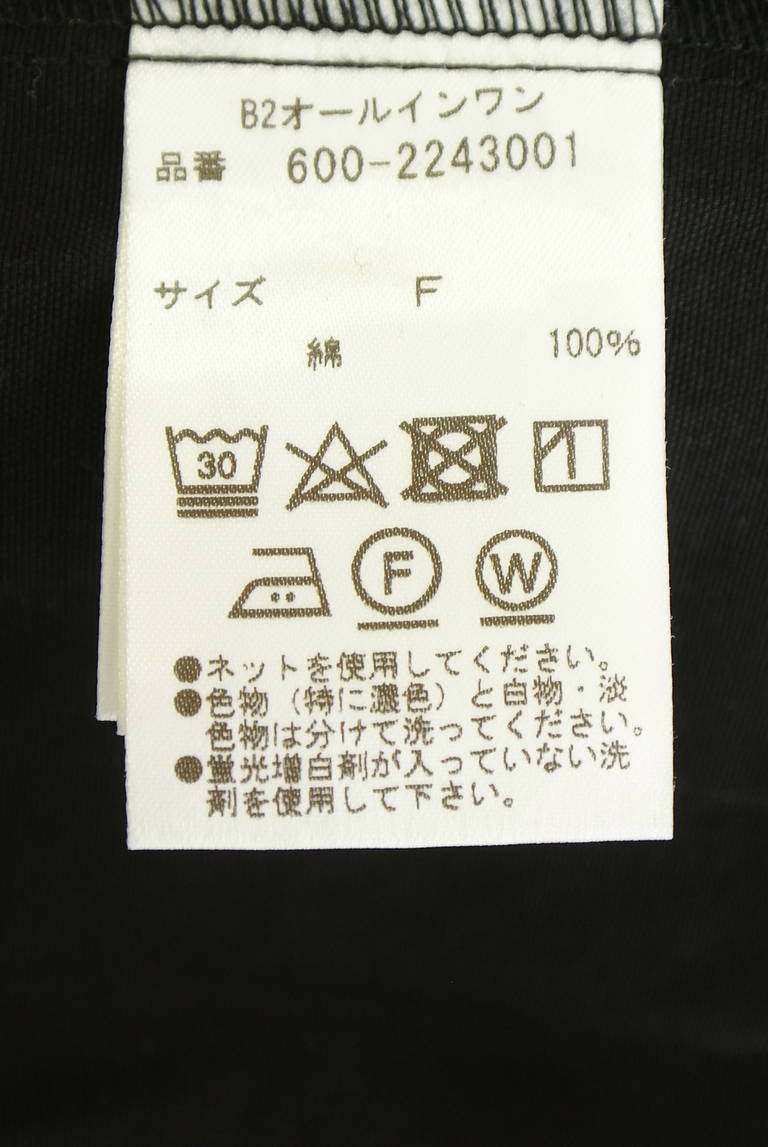 B2オールインワン
品番 600-2243001
サイズ F
綿 100%
30
F W
●ネットを使用してください。
●色物(特に濃色)と白物・淡
色物は分けて洗ってください。
●蛍光増白剤が入っていない洗
剤を使用して下さい。